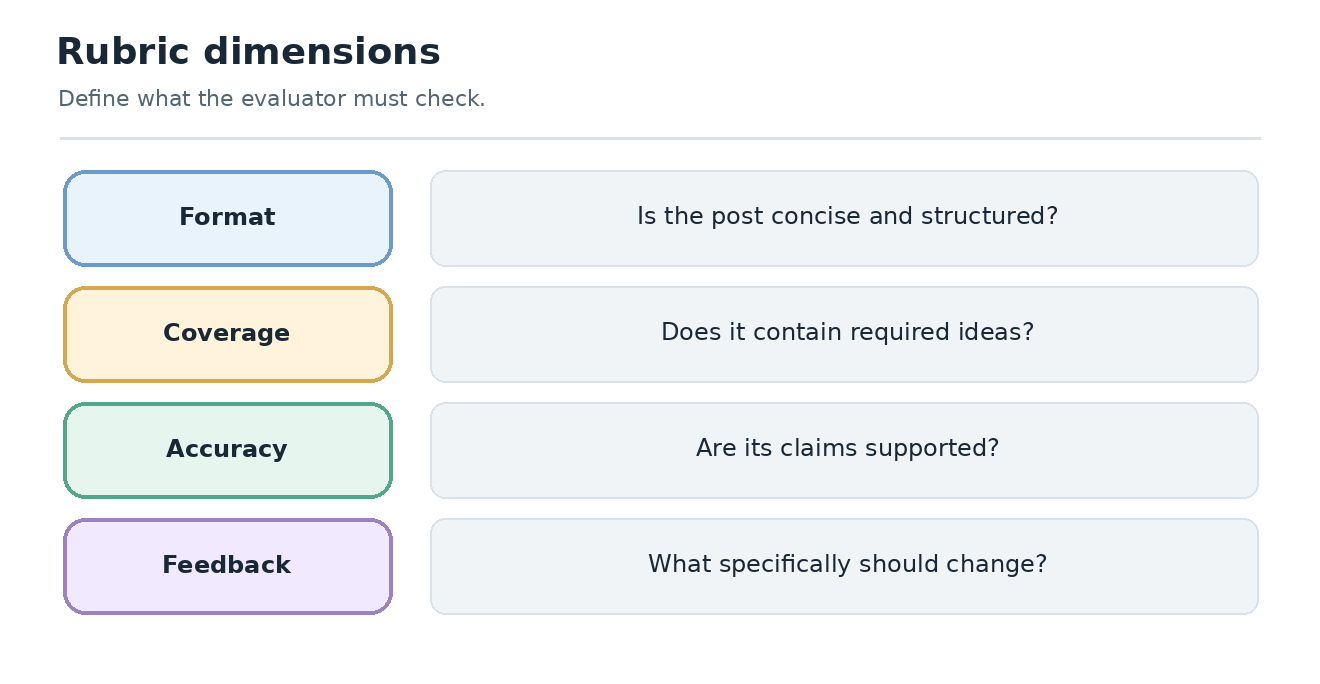 Rubric dimensions
Define what the evaluator must check.
Format
Is the post concise and structured?
Coverage
Does it contain required ideas?
Accuracy
Are its claims supported?
Feedback
What specifically should change?